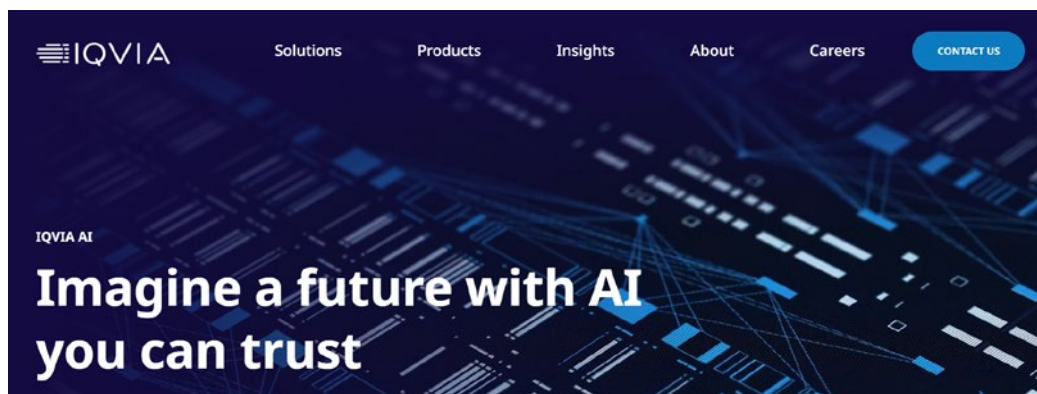 IQVIA
Solutions
Products
Insights
About
Careers
CONTACT US
IQVIA AI
Imagine a future with AI
you can trust